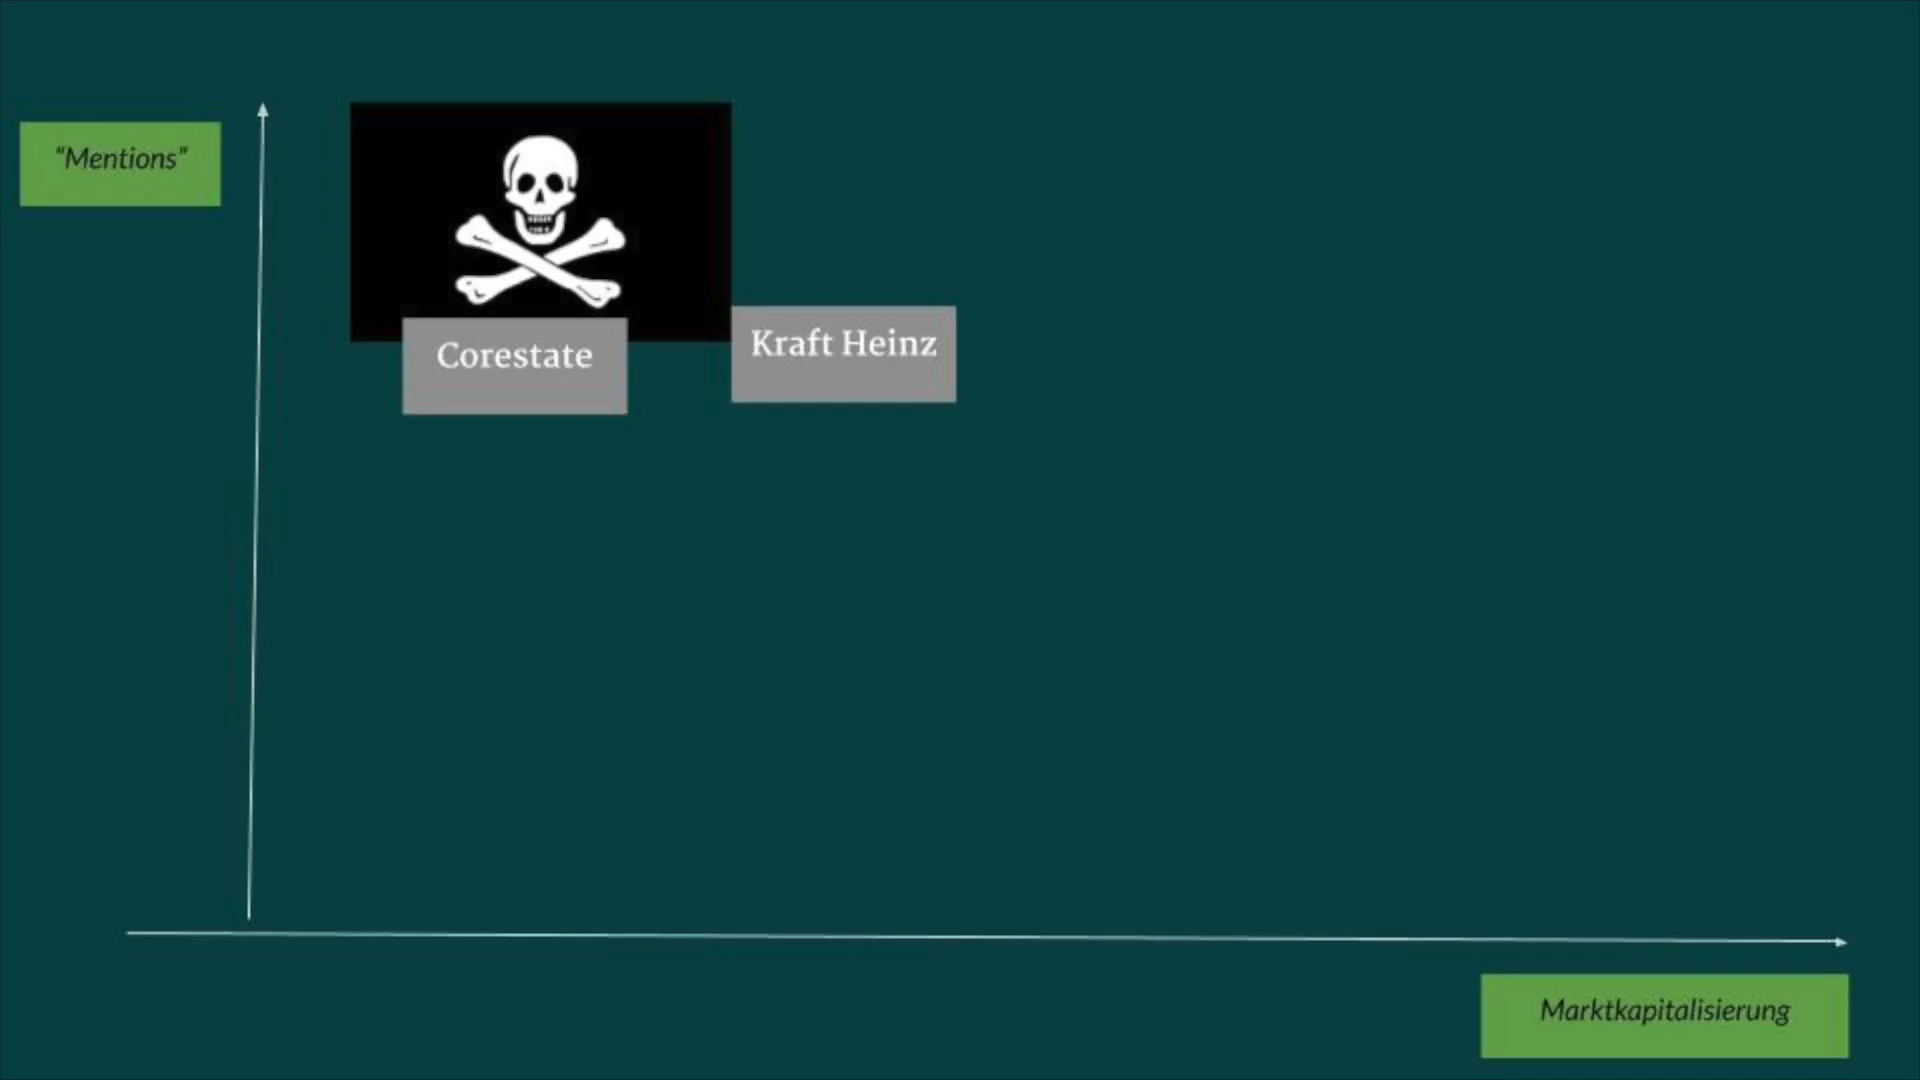 “Mentions”
Corestate
Kraft Heinz
Marktkapitalisierung